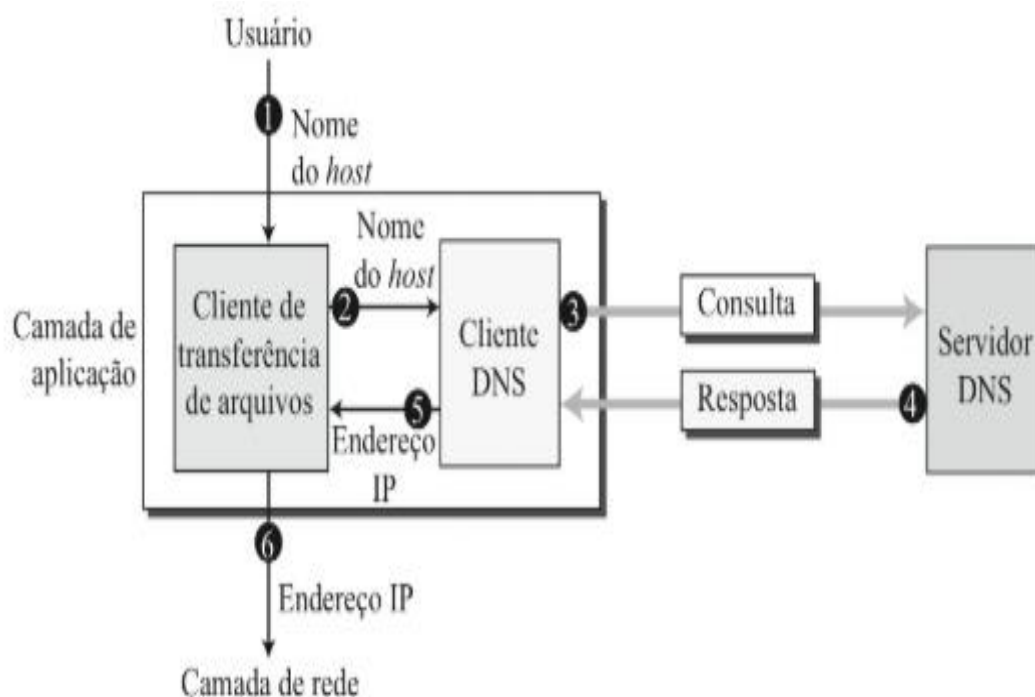 Usuário
1
Nome
do host
Nome
do host
2
3
Camada de
aplicação
Cliente de
transferência
de arquivos
Cliente
DNS
Consulta
Resposta
Servidor
DNS
4
5
Endereço
IP
6
Endereço IP
Camada de rede